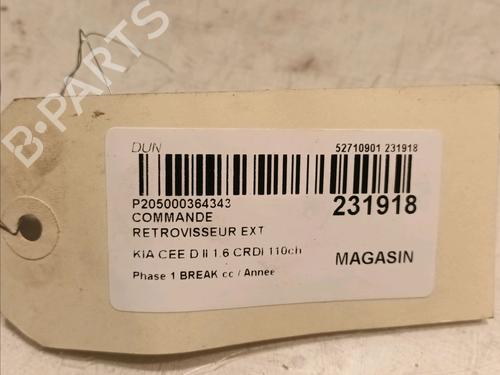 B-PARTS
DUN
52710901 231918
P205000364343
231918
COMMANDE
RETROVISSEUR EXT
KIA CEE D II 1.6 CRDI 110ch
MAGASIN
Phase 1 BREAK cc / Année